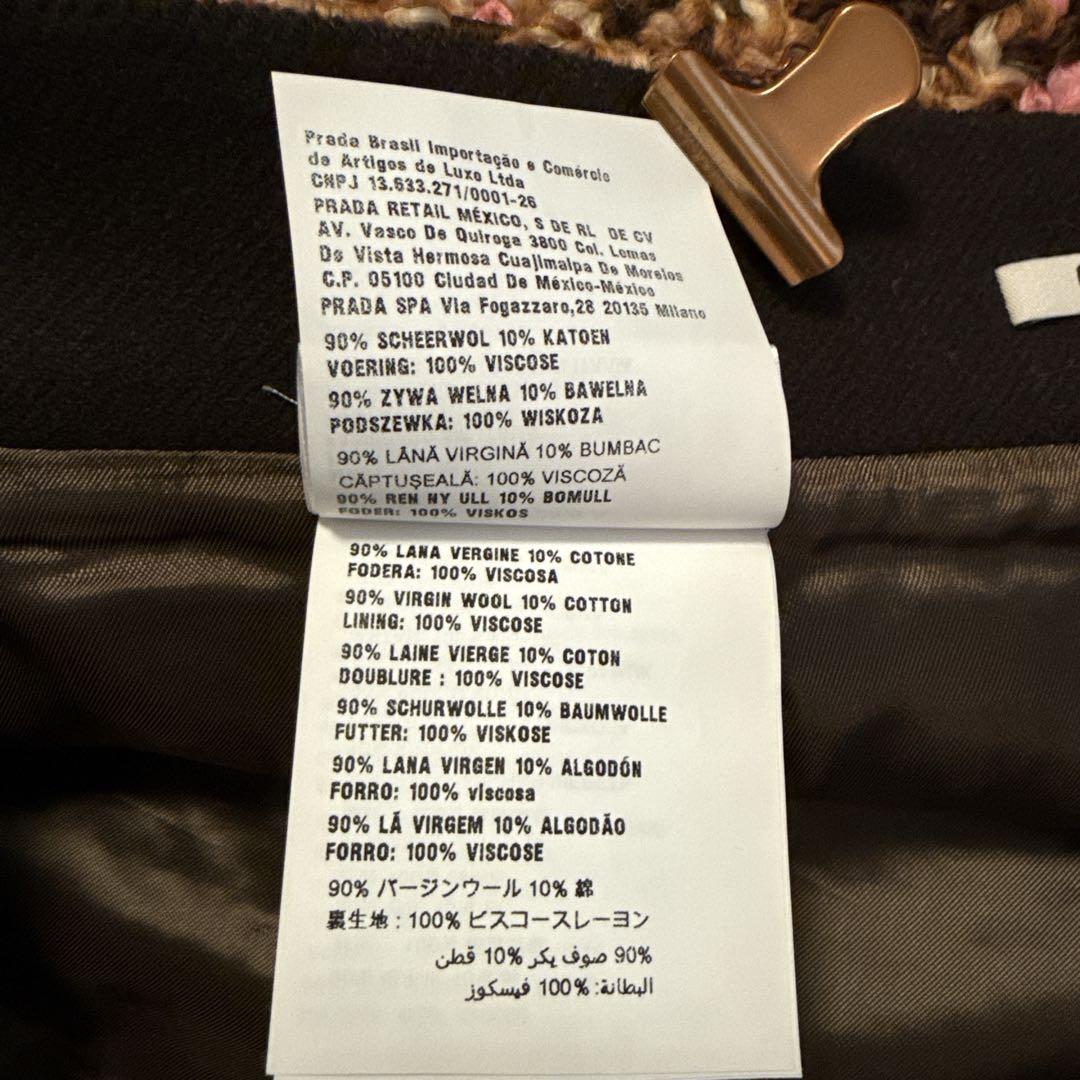 Prada Brasil Importação e Comércio
de Artigos de Luxo Ltda
CNPJ 13.633.271/0001-26
PRADA RETAIL MÉXICO, S DE RL DE CV
AV. Vasco De Quiroga 3800 Col. Lomas
De Vista Hermosa Cuajimalpa De Morelos
C.P. 05100 Ciudad De México-México
PRADA SPA Via Fogazzaro,28 20135 Milano
90% SCHEERWOL 10% KATOEN
VOERING: 100% VISCOSE
90% ZYWA WELNA 10% BAWELNA
PODSZEWKA: 100% WISKOZA
90% LÂNĂ VIRGINĂ 10% BUMBAC
CĂPTUȘEALĂ: 100% VISCOZĂ
90% REN NY ULL 10% BOMULL
FODER: 100% VISKOS
90% LANA VERGINE 10% COTONE
FODERA: 100% VISCOSA
90% VIRGIN WOOL 10% COTTON
LINING: 100% VISCOSE
90% LAINE VIERGE 10% COTON
DOUBLURE : 100% VISCOSE
90% SCHURWOLLE 10% BAUMWOLLE
FUTTER: 100% VISKOSE
90% LANA VIRGEN 10% ALGODÓN
FORRO: 100% viscosa
90% LÃ VIRGEM 10% ALGODÃO
FORRO: 100% VISCOSE
90% バージンウール 10% 綿
裏生地 : 100% ビスコースレーヨン
90% صوف بكر 10% قطن
البطانة: 100% فيسكوز